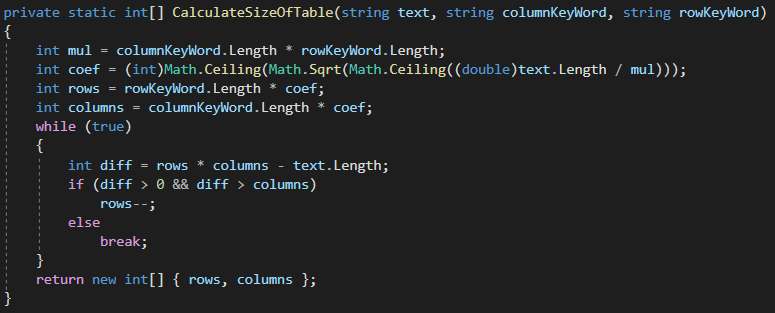 private static int[] CalculateSizeOfTable(string text, string columnKeyWord, string rowKeyWord)
{
int mul = columnKeyWord.Length * rowKeyWord.Length;
int coef = (int)Math.Ceiling(Math.Sqrt(Math.Ceiling((double)text.Length / mul)));
int rows = rowKeyWord.Length * coef;
int columns = columnKeyWord.Length * coef;
while (true)
{
int diff = rows * columns - text.Length;
if (diff > 0 && diff > columns)
rows--;
else
break;
}
return new int[] { rows, columns };
}